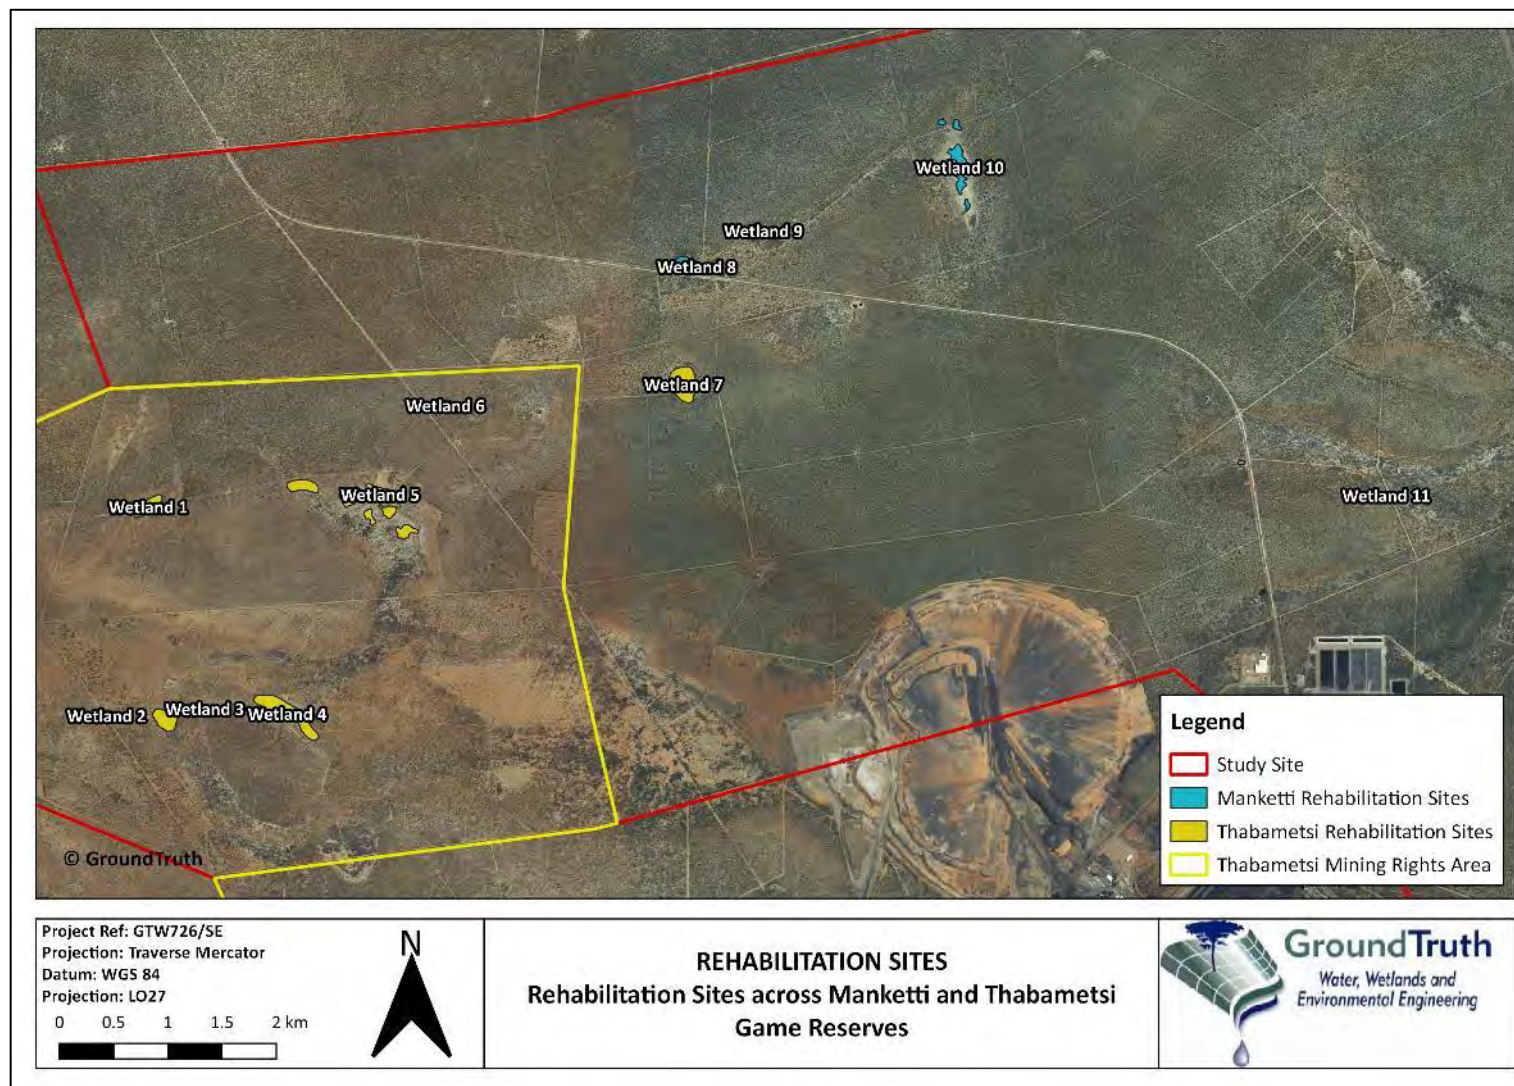 Wetland 10
Wetland 9
Wetland 8
Wetland 7
Wetland 6
Wetland 5
Wetland 1
Wetland 11
Wetland 2
Wetland 3
Wetland 4
© GroundTruth
Legend
Study Site
Manketti Rehabilitation Sites
Thabametsi Rehabilitation Sites
Thabametsi Mining Rights Area
Project Ref: GTW726/SE
Projection: Traverse Mercator
Datum: WGS 84
Projection: LO27
0 0.5 1 1.5 2 km
N
REHABILITATION SITES
Rehabilitation Sites across Manketti and Thabametsi
Game Reserves
GroundTruth
Water, Wetlands and
Environmental Engineering